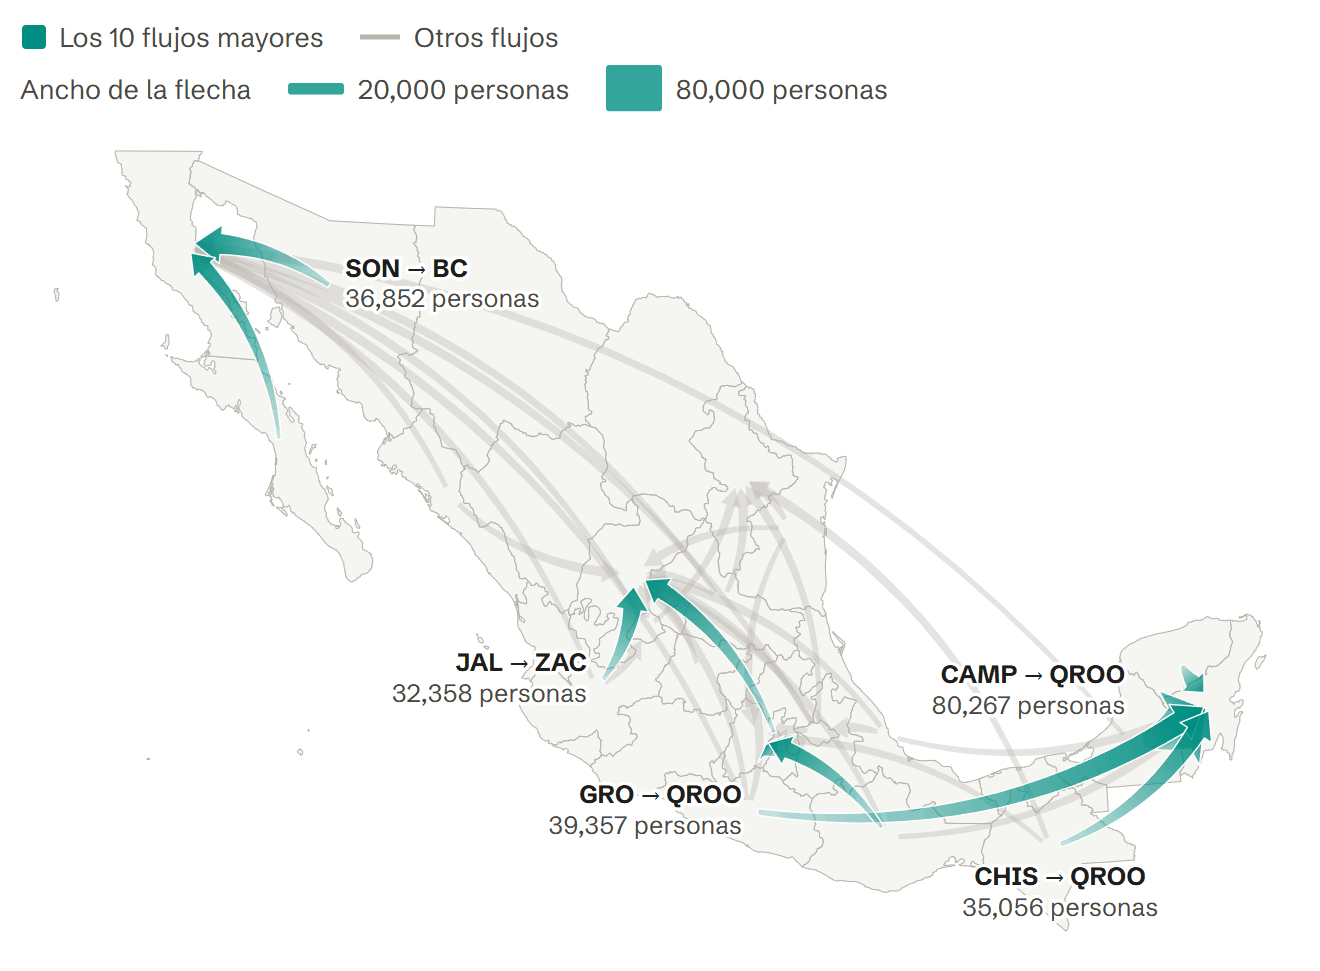 Los 10 flujos mayores
Otros flujos
Ancho de la flecha
20,000 personas
80,000 personas
SON → BC
36,852 personas
JAL → ZAC
32,358 personas
CAMP → QROO
80,267 personas
GRO → QROO
39,357 personas
CHIS → QROO
35,056 personas